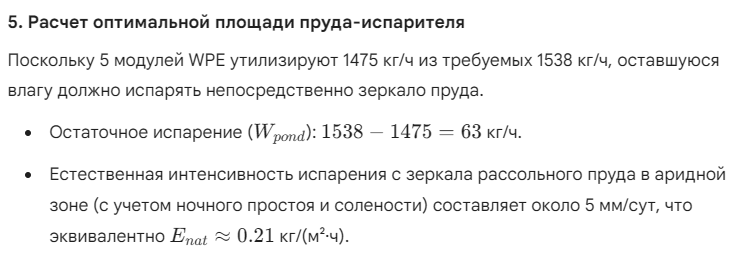 5. Расчет оптимальной площади пруда-испарителя
Поскольку 5 модулей WPE утилизируют 1475 кг/ч из требуемых 1538 кг/ч, оставшуюся
влагу должно испарять непосредственно зеркало пруда.
• Остаточное испарение (W_{pond}): 1538 − 1475 = 63 кг/ч.
• Естественная интенсивность испарения с зеркала рассольного пруда в аридной
зоне (с учетом ночного простоя и солености) составляет около 5 мм/сут, что
эквивалентно E_{nat} ≈ 0.21 кг/(м²·ч).